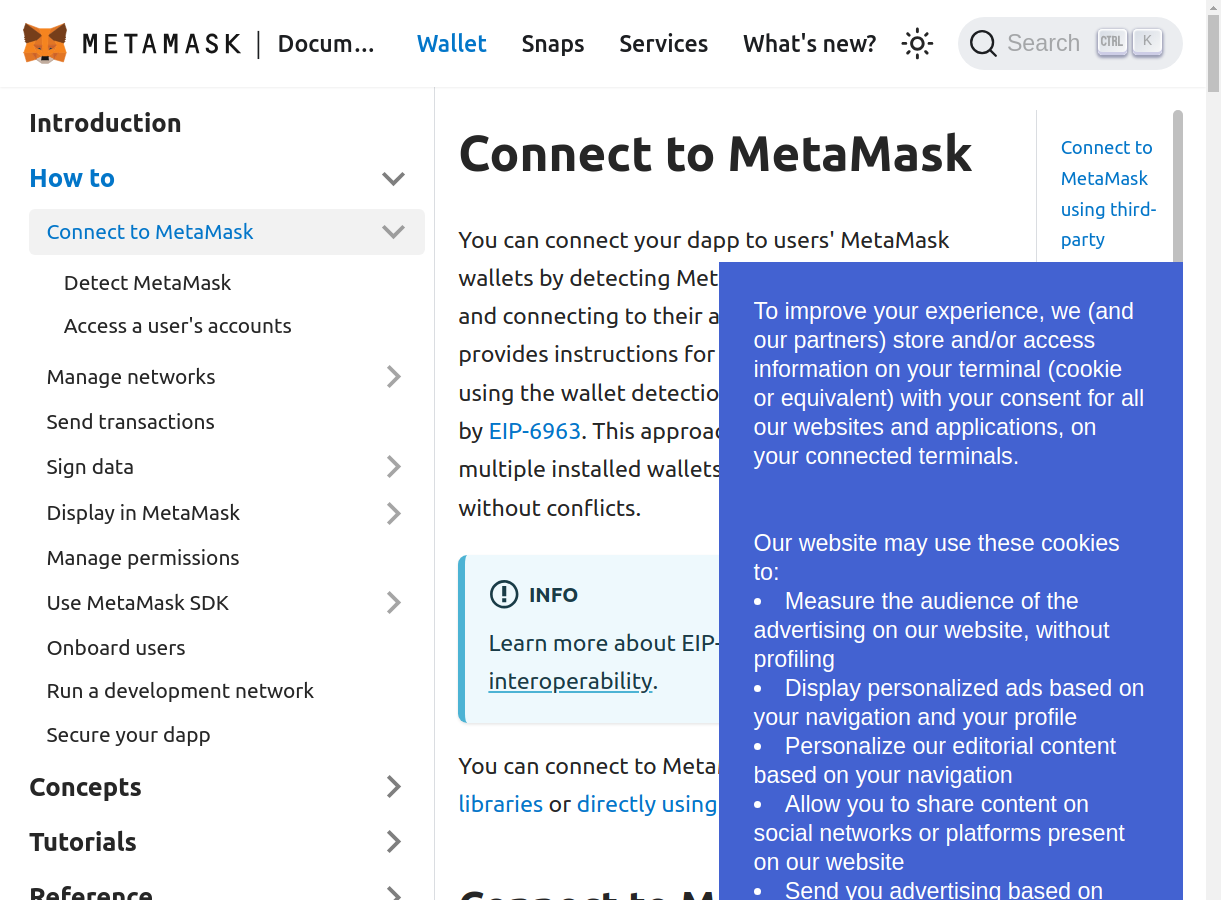 METAMASK | Docum... Wallet Snaps Services What's new? Search CTRL K
Introduction
How to
Connect to MetaMask
Detect MetaMask
Access a user's accounts
Manage networks
Send transactions
Sign data
Display in MetaMask
Manage permissions
Use MetaMask SDK
Onboard users
Run a development network
Secure your dapp
Concepts
Tutorials
Reference
Connect to MetaMask
You can connect your dapp to users' MetaMask
wallets by detecting Met
and connecting to their a
provides instructions for
using the wallet detectio
by EIP-6963. This approac
multiple installed wallets
without conflicts.
INFO
Learn more about EIP-
interoperability.
You can connect to Meta
libraries or directly using
Connect to M
Connect to
MetaMask
using third-
party
To improve your experience, we (and
our partners) store and/or access
information on your terminal (cookie
or equivalent) with your consent for all
our websites and applications, on
your connected terminals.
Our website may use these cookies
to:
• Measure the audience of the
advertising on our website, without
profiling
• Display personalized ads based on
your navigation and your profile
• Personalize our editorial content
based on your navigation
• Allow you to share content on
social networks or platforms present
on our website
• Send you advertising based on